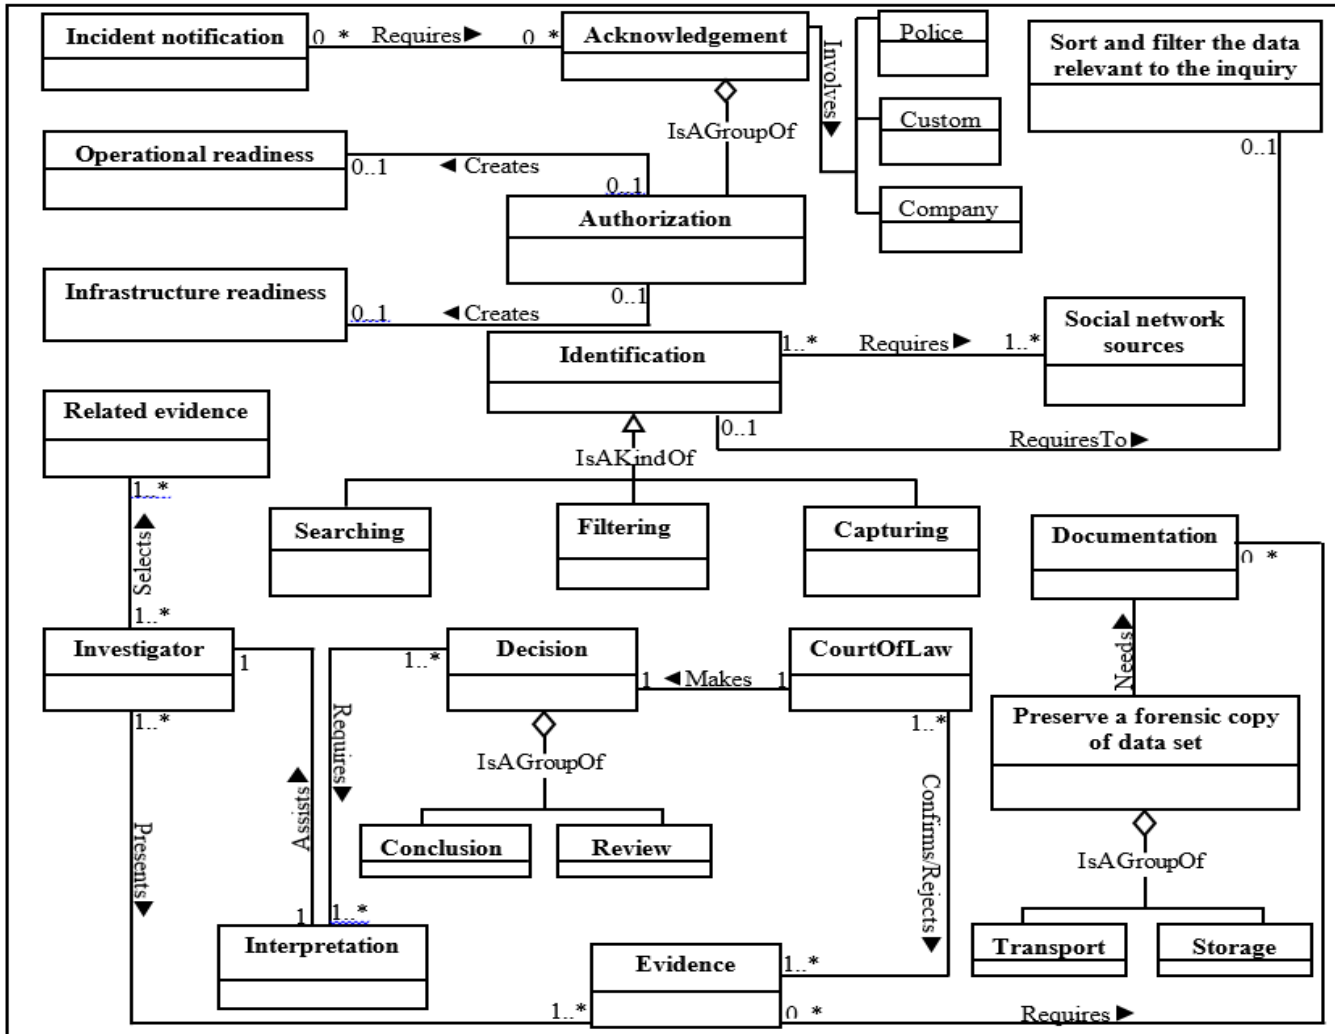 Incident notification
0 *
Requires►
0 *
Acknowledgement
Involves
▼
Police
Custom
Company
Sort and filter the data
relevant to the inquiry
0..1
IsAGroupOf
Operational readiness
0..1
◄Creates
0..1
Authorization
Infrastructure readiness
0..1
◄Creates
0..1
Identification
1..*
Requires►
1..*
Social network
sources
0..1
RequiresTo►
IsAKindOf
Related evidence
1..*
Selects►
1..*
Searching
Filtering
Capturing
Documentation
0 *
Needs►
Investigator
1
1..*
Decision
1
◄Makes
1
CourtOfLaw
1..*
1..*
Requires►
Assists►
IsAGroupOf
Conclusion
Review
Confirms/Rejects►
Preserve a forensic copy
of data set
IsAGroupOf
Transport
Storage
Presents►
1
1..*
Interpretation
Evidence
1..*
1..*
0 *
Requires►